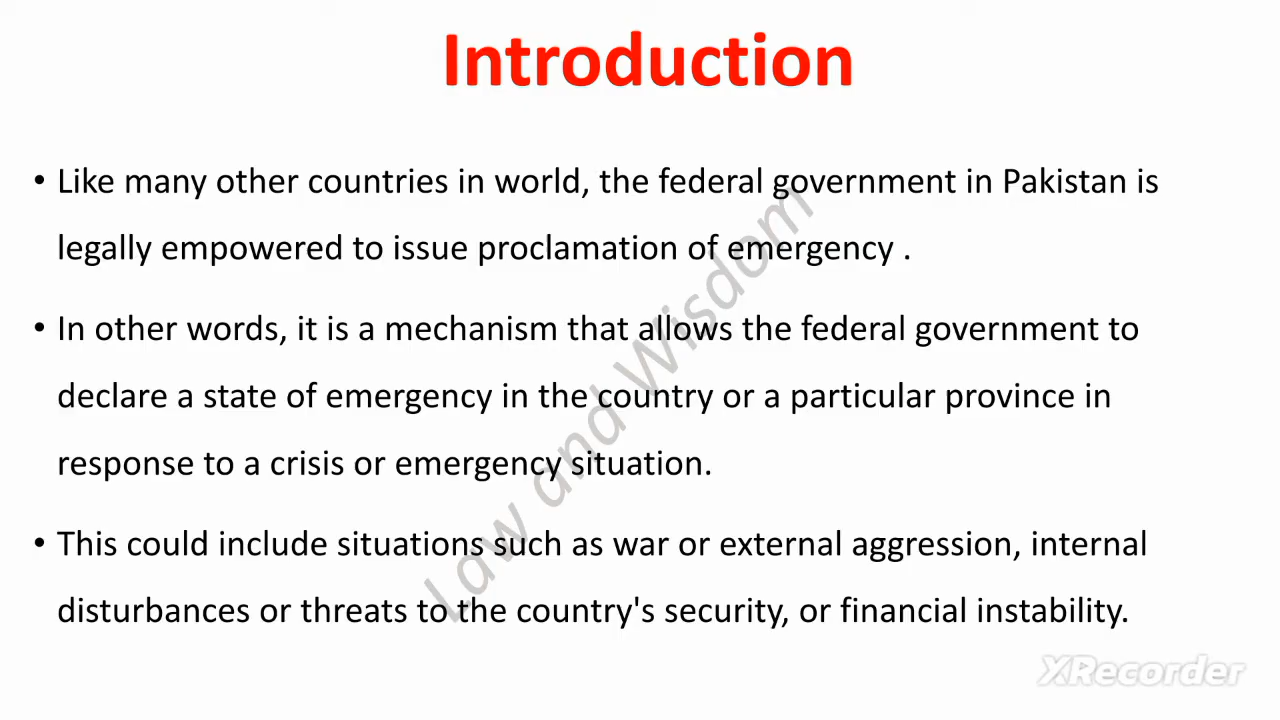 Introduction
• Like many other countries in world, the federal government in Pakistan is
legally empowered to issue proclamation of emergency .
• In other words, it is a mechanism that allows the federal government to
declare a state of emergency in the country or a particular province in
response to a crisis or emergency situation.
• This could include situations such as war or external aggression, internal
disturbances or threats to the country's security, or financial instability.
Law and Wisdom
XRecorder